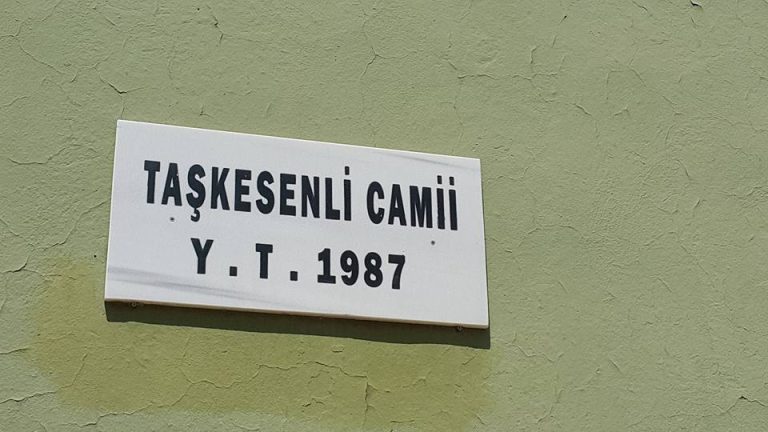 TAŞKESENLİ CAMİİ
Y . T . 1987